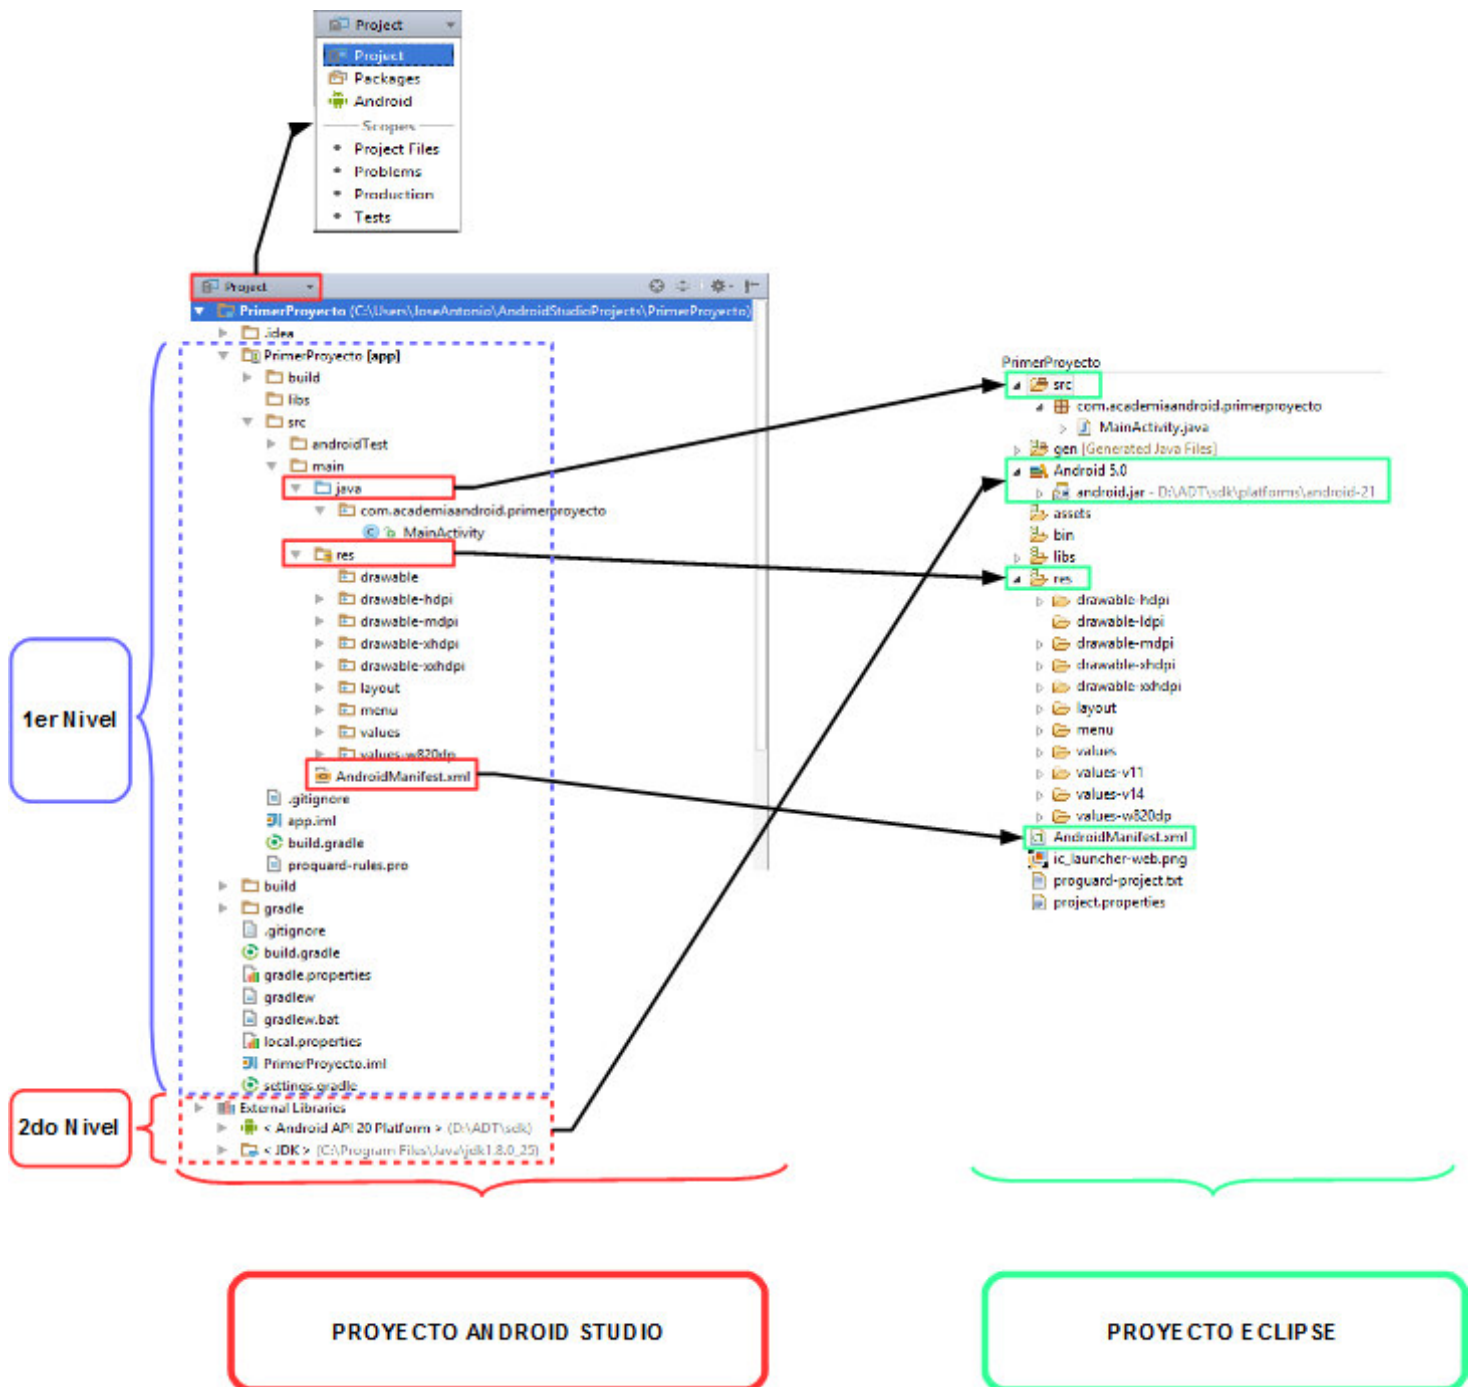 Project
Project
Packages
Android
Scopes
Project Files
Problems
Production
Tests
Project
PrimerProyecto (C:\Users\JoseAntonio\AndroidStudioProjects\PrimerProyecto)
.idea
PrimerProyecto [app]
build
libs
src
androidTest
main
java
com.academiaandroid.primerproyecto
MainActivity
res
drawable
drawable-hdpi
drawable-mdpi
drawable-xhdpi
drawable-xxhdpi
layout
menu
values
values-w820dp
AndroidManifest.xml
.gitignore
app.iml
build.gradle
proguard-rules.pro
build
gradle
.gitignore
build.gradle
gradle.properties
gradlew
gradlew.bat
local.properties
PrimerProyecto.iml
settings.gradle
External Libraries
< Android API 20 Platform > (D:\ADT\sdk)
< JDK > (C:\Program Files\Java\jdk1.8.0_25)
1er Nivel
2do Nivel
PROYECTO ANDROID STUDIO
PrimerProyecto
src
com.academiaandroid.primerproyecto
MainActivity.java
gen [Generated Java Files]
Android 5.0
android.jar - D:\ADT\sdk\platforms\android-21
assets
bin
libs
res
drawable-hdpi
drawable-ldpi
drawable-mdpi
drawable-xhdpi
drawable-xxhdpi
layout
menu
values
values-v11
values-v14
values-w820dp
AndroidManifest.xml
ic_launcher-web.png
proguard-project.txt
project.properties
PROYECTO ECLIPSE